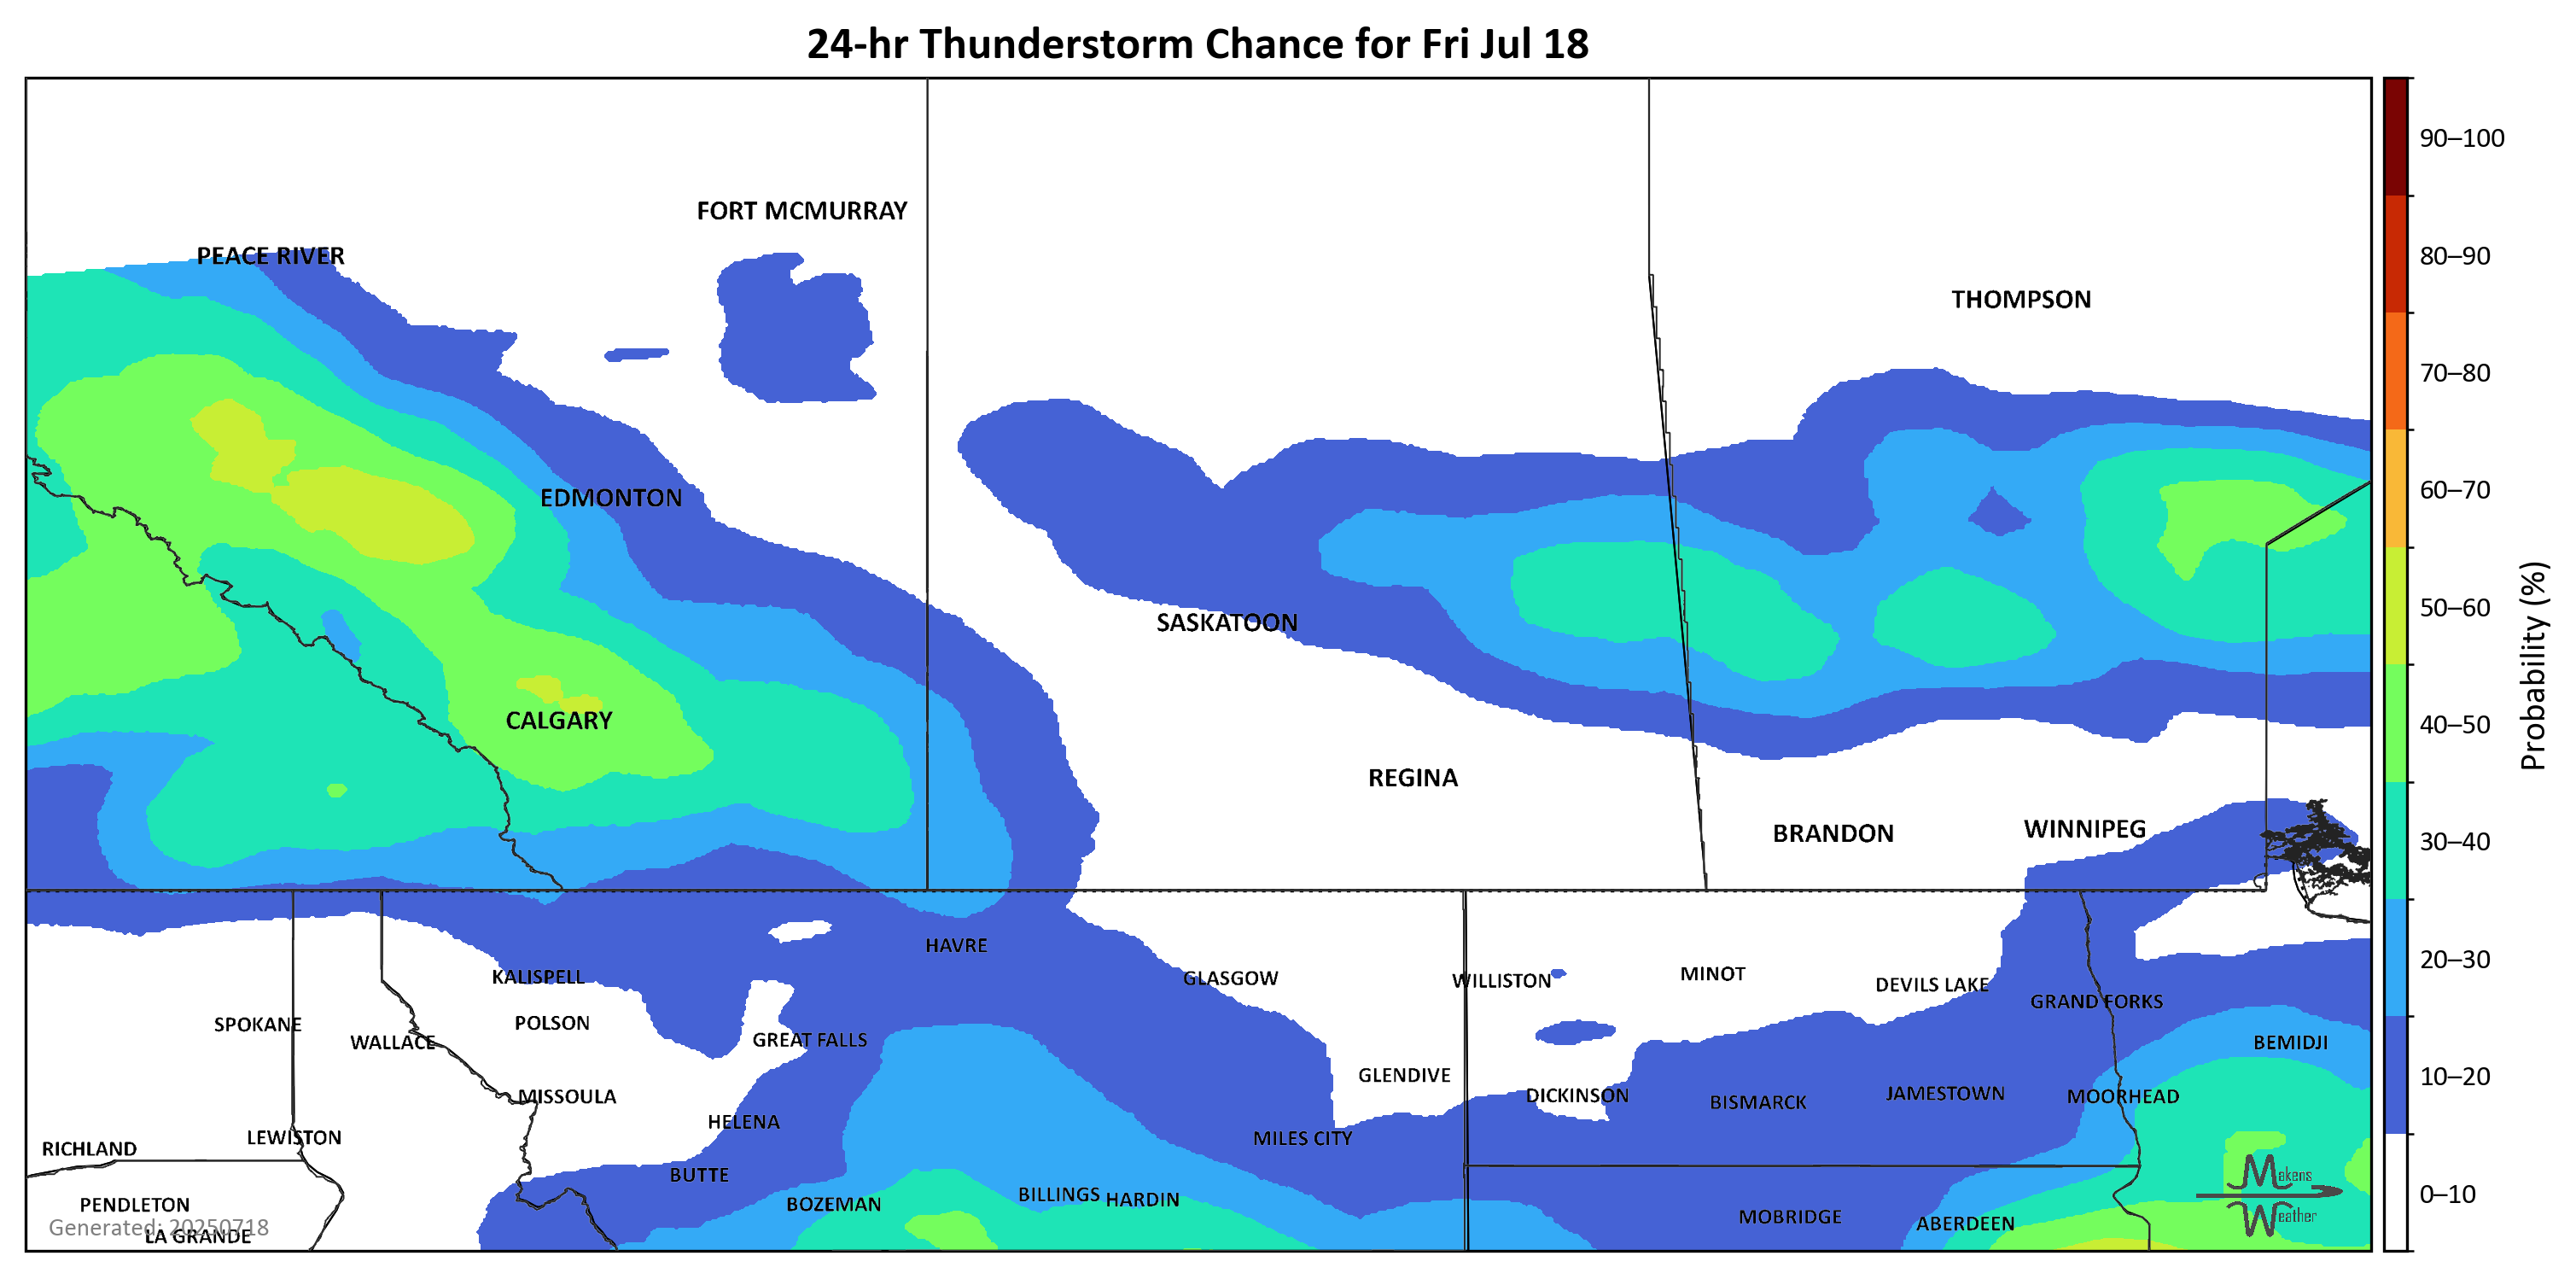 24-hr Thunderstorm Chance for Fri Jul 18
90–100
FORT MCMURRAY
PEACE RIVER
80–90
THOMPSON
70–80
60–70
EDMONTON
50–60
SASKATOON
Probability (%)
CALGARY
40–50
REGINA
WINNIPEG
BRANDON
30–40
HAVRE
20–30
KALISPELL
GLASGOW
WILLISTON
MINOT
DEVILS LAKE
GRAND FORKS
SPOKANE
POLSON
WALLACE
GREAT FALLS
BEMIDJI
GLENDIVE
10–20
MISSOULA
DICKINSON
BISMARCK
JAMESTOWN
MOORHEAD
HELENA
LEWISTON
MILES CITY
RICHLAND
BUTTE
Makens
0–10
PENDLETON
BOZEMAN
BILLINGS
HARDIN
MOBRIDGE
ABERDEEN
Weather
Generated: 20250718
LA GRANDE